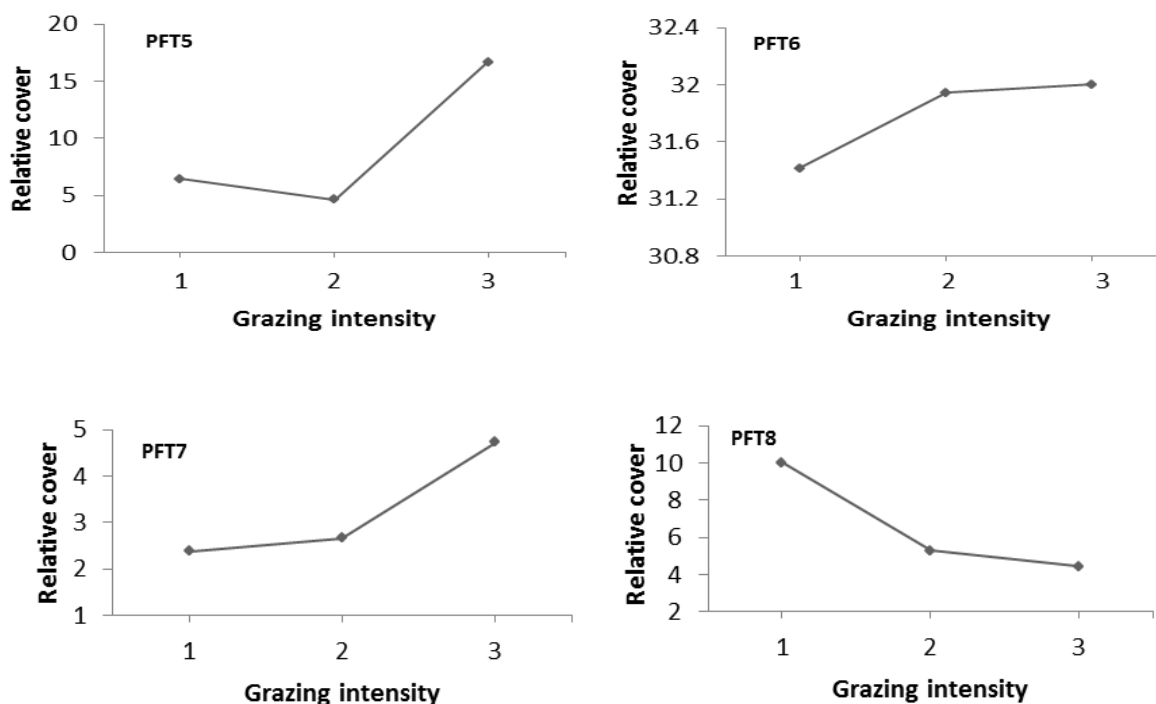 PFT5
Relative cover
20
15
10
5
0
1 2 3
Grazing intensity
PFT6
Relative cover
32.4
32
31.6
31.2
30.8
1 2 3
Grazing intensity
PFT7
Relative cover
5
4
3
2
1
1 2 3
Grazing intensity
PFT8
Relative cover
12
10
8
6
4
2
1 2 3
Grazing intensity